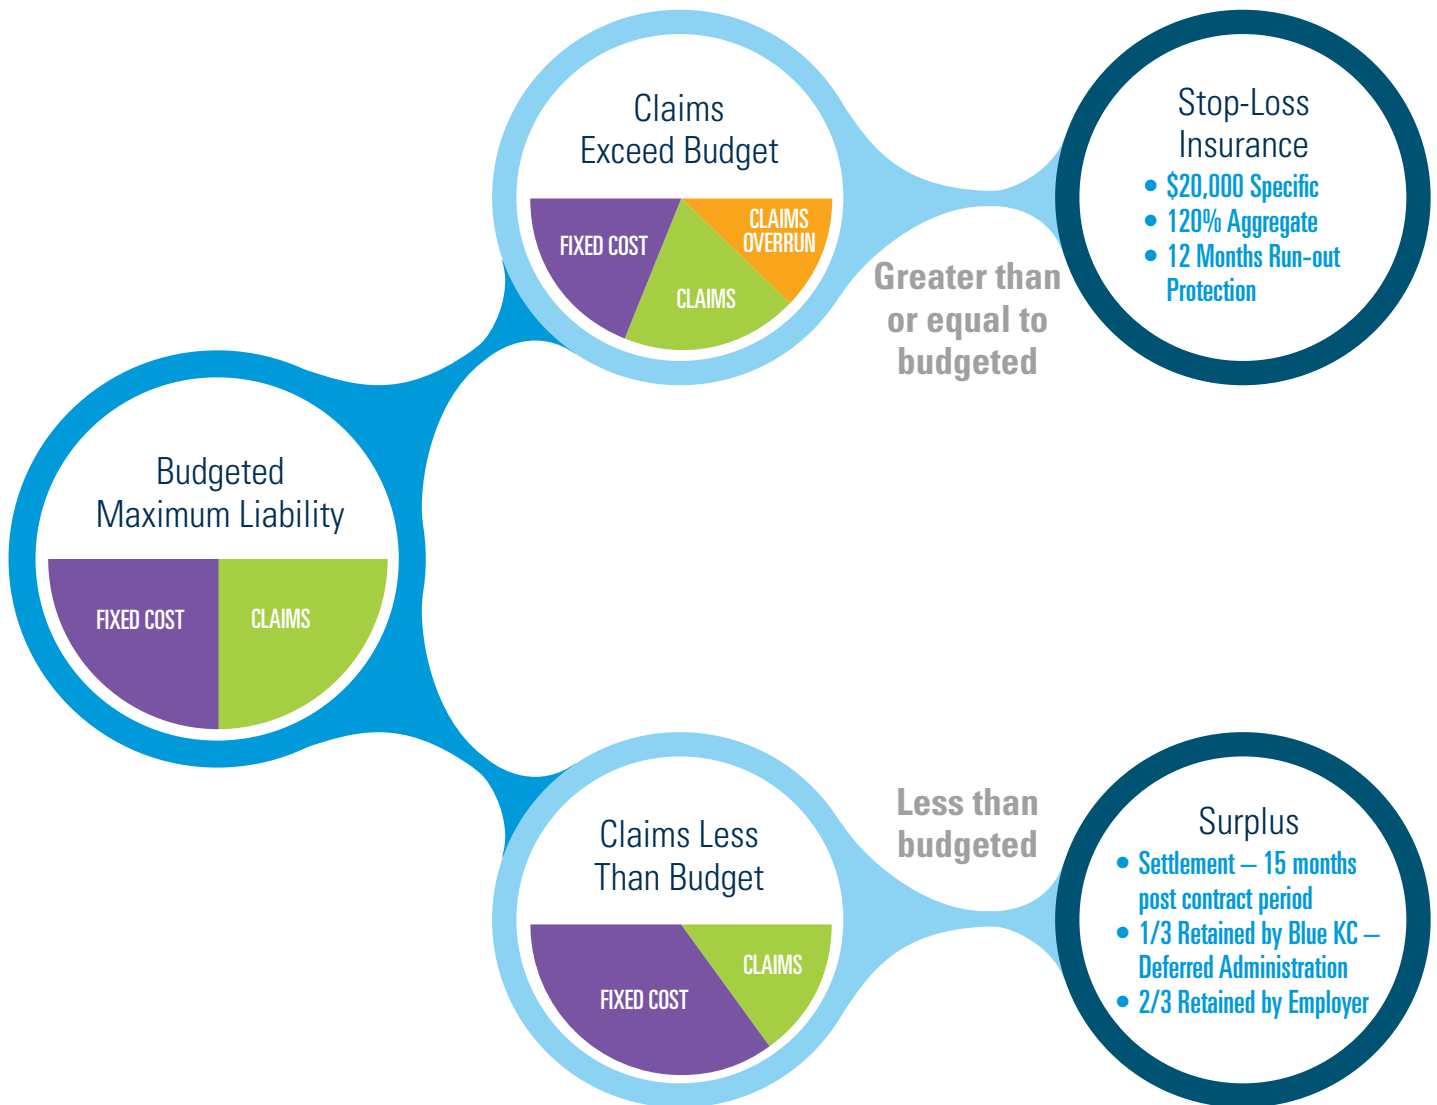 Claims
Exceed Budget
FIXED COST
CLAIMS
CLAIMS
OVERRUN
Greater than
or equal to
budgeted
Stop-Loss
Insurance
• $20,000 Specific
• 120% Aggregate
• 12 Months Run-out
Protection
Budgeted
Maximum Liability
FIXED COST
CLAIMS
Claims Less
Than Budget
FIXED COST
CLAIMS
Less than
budgeted
Surplus
• Settlement – 15 months
post contract period
• 1/3 Retained by Blue KC –
Deferred Administration
• 2/3 Retained by Employer